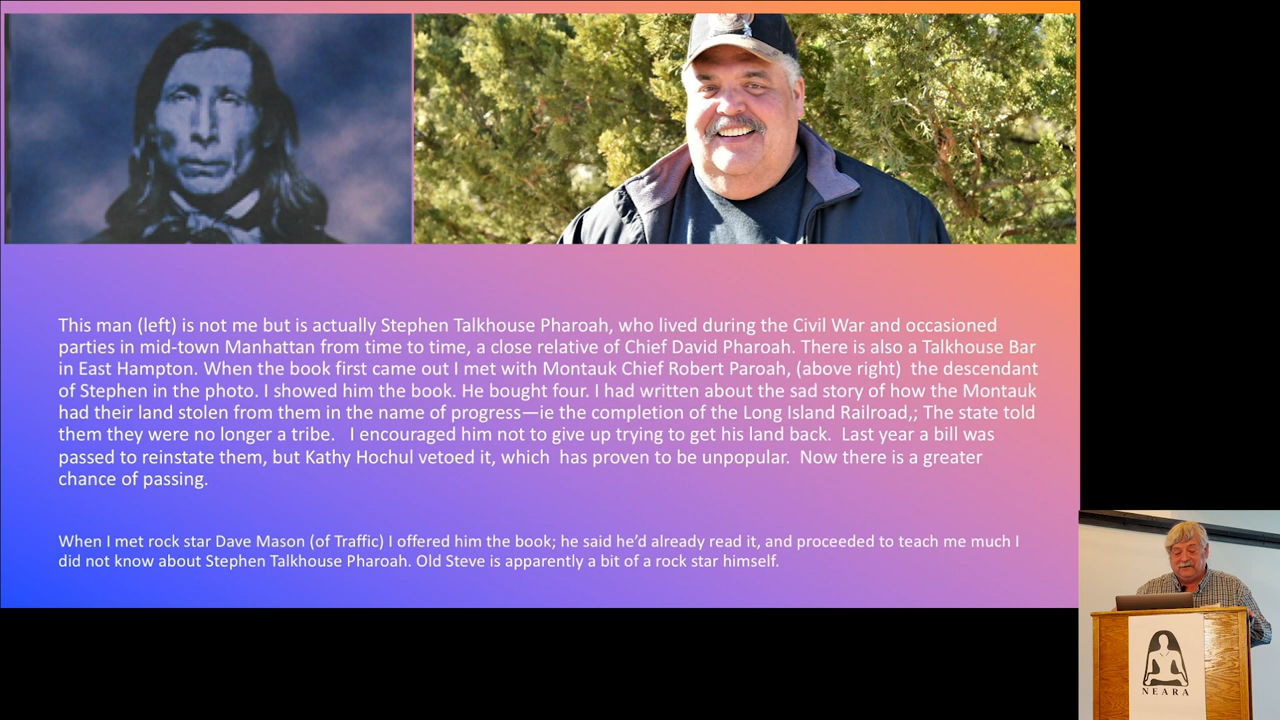 This man (left) is not me but is actually Stephen Talkhouse Pharoah, who lived during the Civil War and occasioned
parties in mid-town Manhattan from time to time, a close relative of Chief David Pharoah. There is also a Talkhouse Bar
in East Hampton. When the book first came out I met with Montauk Chief Robert Paroah, (above right)  the descendant
of Stephen in the photo. I showed him the book. He bought four. I had written about the sad story of how the Montauk
had their land stolen from them in the name of progress—ie the completion of the Long Island Railroad,; The state told
them they were no longer a tribe.   I encouraged him not to give up trying to get his land back.  Last year a bill was
passed to reinstate them, but Kathy Hochul vetoed it, which  has proven to be unpopular.  Now there is a greater
chance of passing.
When I met rock star Dave Mason (of Traffic) I offered him the book; he said he’d already read it, and proceeded to teach me much I
did not know about Stephen Talkhouse Pharoah. Old Steve is apparently a bit of a rock star himself.
NEARA